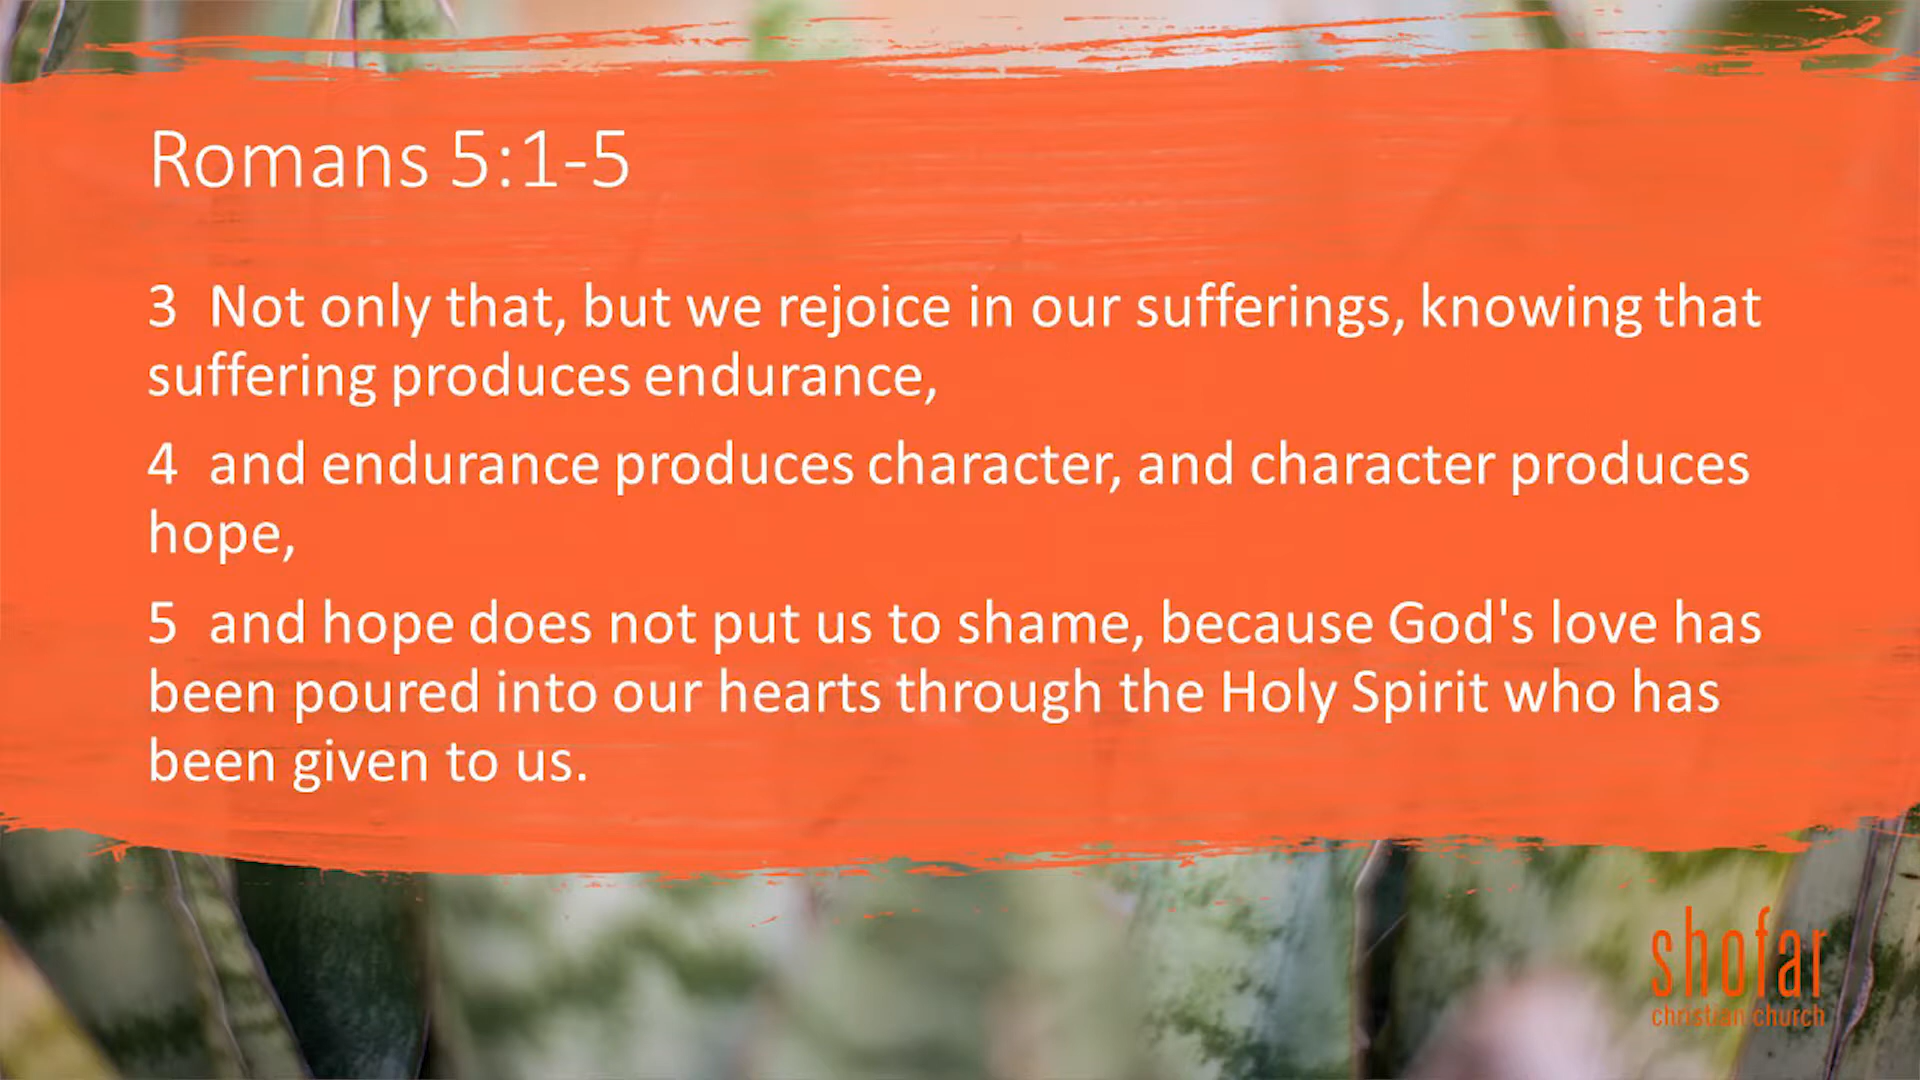 Romans 5:1-5
3 Not only that, but we rejoice in our sufferings, knowing that
suffering produces endurance,
4 and endurance produces character, and character produces
hope,
5 and hope does not put us to shame, because God's love has
been poured into our hearts through the Holy Spirit who has
been given to us.
shofar
christian church